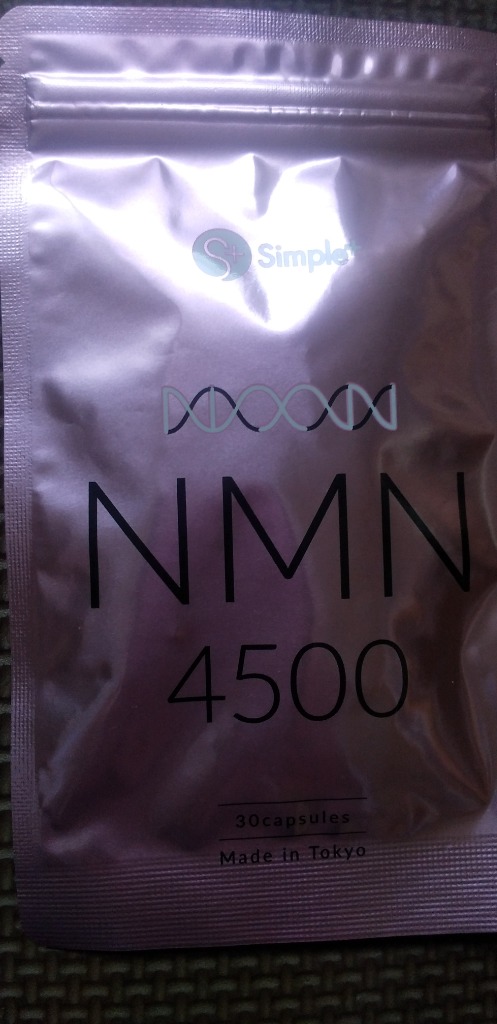 S+ Simple+
NMN
4500
30capsules
Made in Tokyo